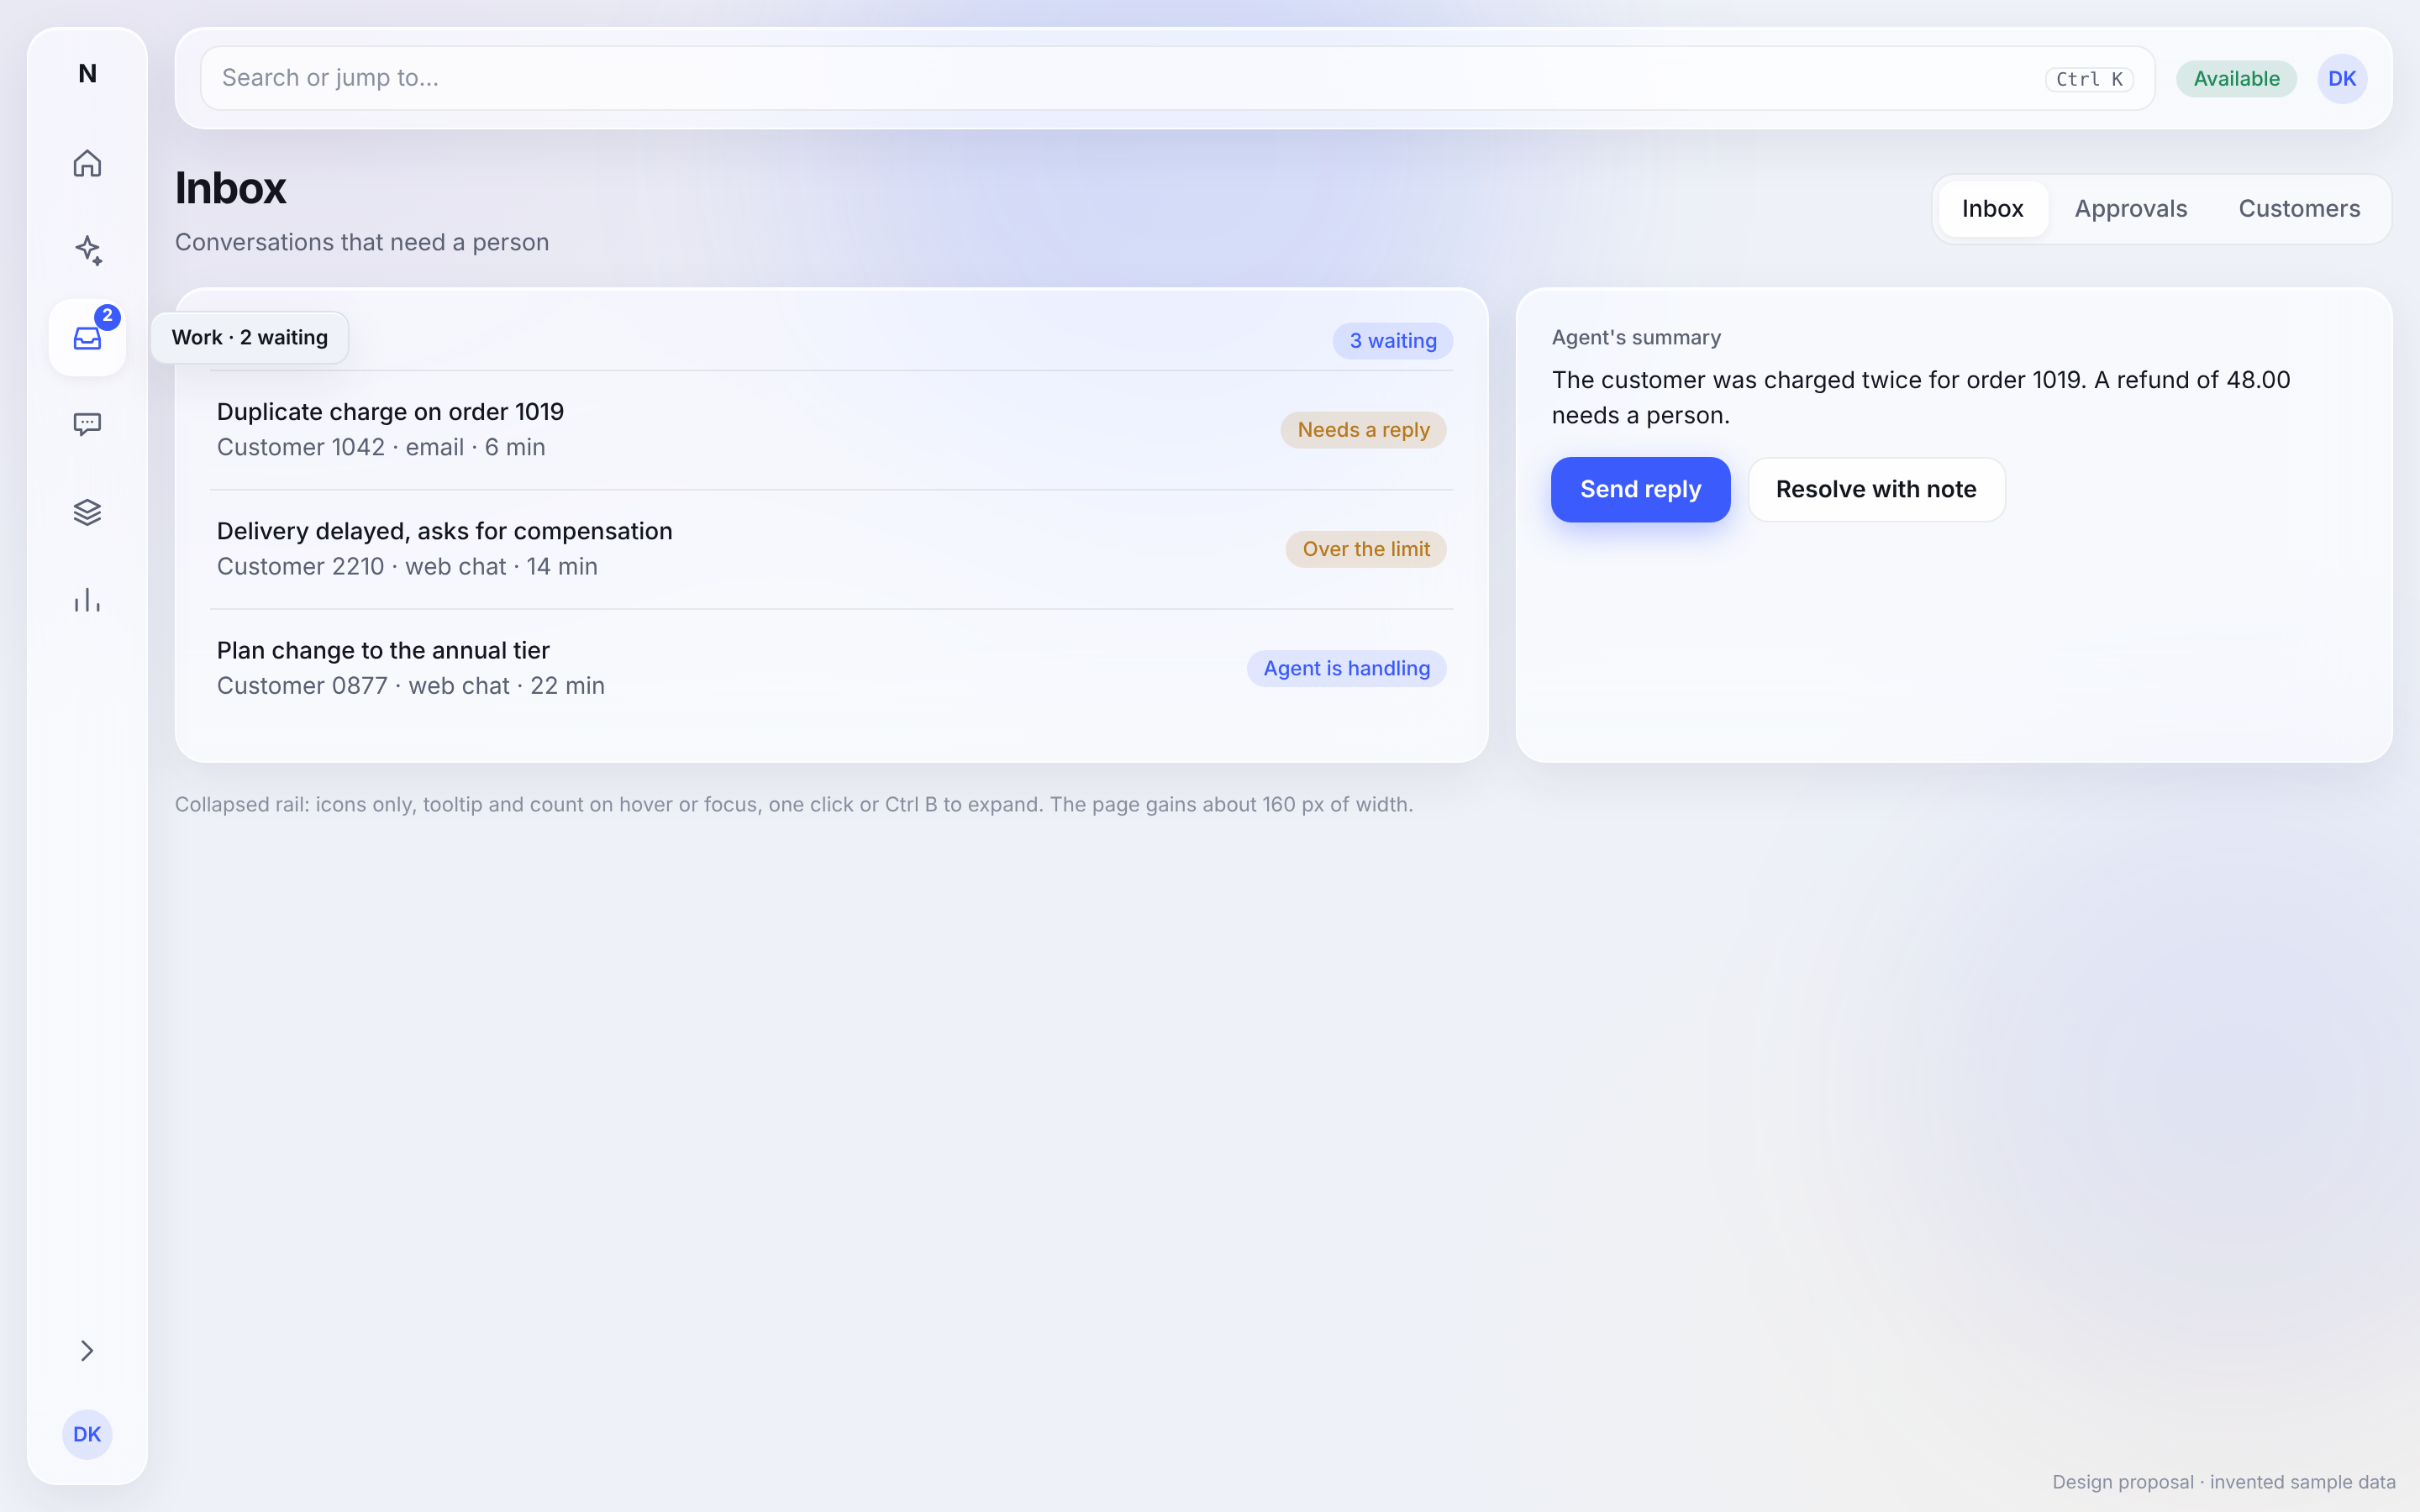 N
Search or jump to...
Ctrl K
Available
DK
Inbox
Conversations that need a person
Inbox
Approvals
Customers
2
Work · 2 waiting
3 waiting
Duplicate charge on order 1019
Customer 1042 · email · 6 min
Needs a reply
Delivery delayed, asks for compensation
Customer 2210 · web chat · 14 min
Over the limit
Plan change to the annual tier
Customer 0877 · web chat · 22 min
Agent is handling
Agent's summary
The customer was charged twice for order 1019. A refund of 48.00
needs a person.
Send reply
Resolve with note
Collapsed rail: icons only, tooltip and count on hover or focus, one click or Ctrl B to expand. The page gains about 160 px of width.
DK
Design proposal · invented sample data